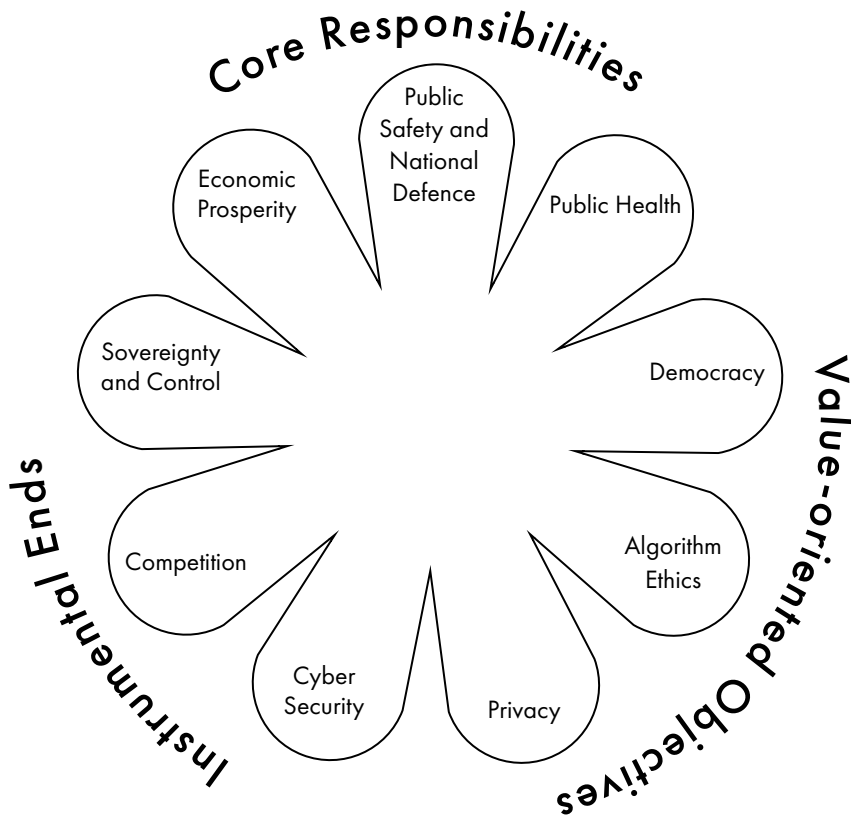 Core Responsibilities
Public
Safety and
National
Defence
Economic
Prosperity
Public Health
Sovereignty
and Control
Democracy
Value-oriented Objectives
Instrumental Ends
Competition
Algorithm
Ethics
Cyber
Security
Privacy